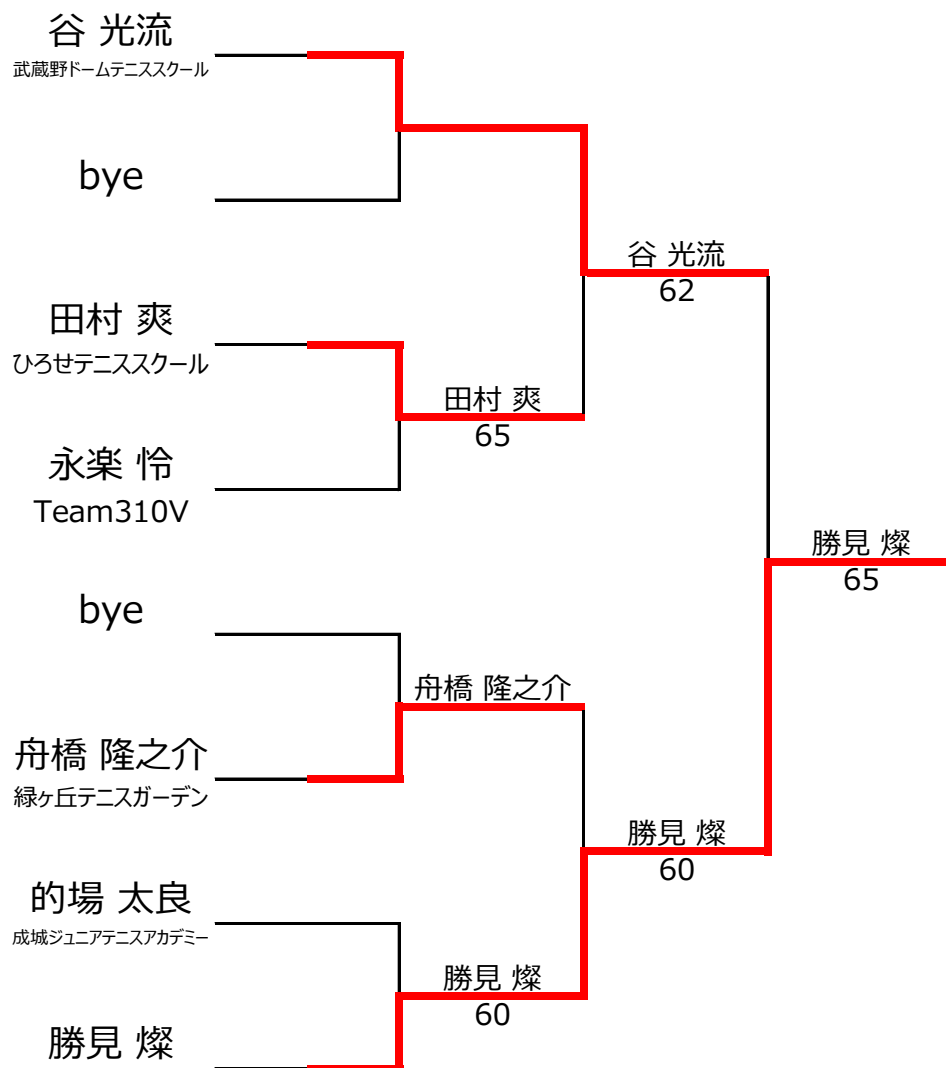 谷 光流
武蔵野ドームテニススクール
bye
谷 光流
62
田村 爽
ひろせテニススクール
田村 爽
65
永楽 怜
Team310V
勝見 燦
65
bye
舟橋 隆之介
舟橋 隆之介
緑ヶ丘テニスガーデン
勝見 燦
60
的場 太良
成城ジュニアテニスアカデミー
勝見 燦
60
勝見 燦